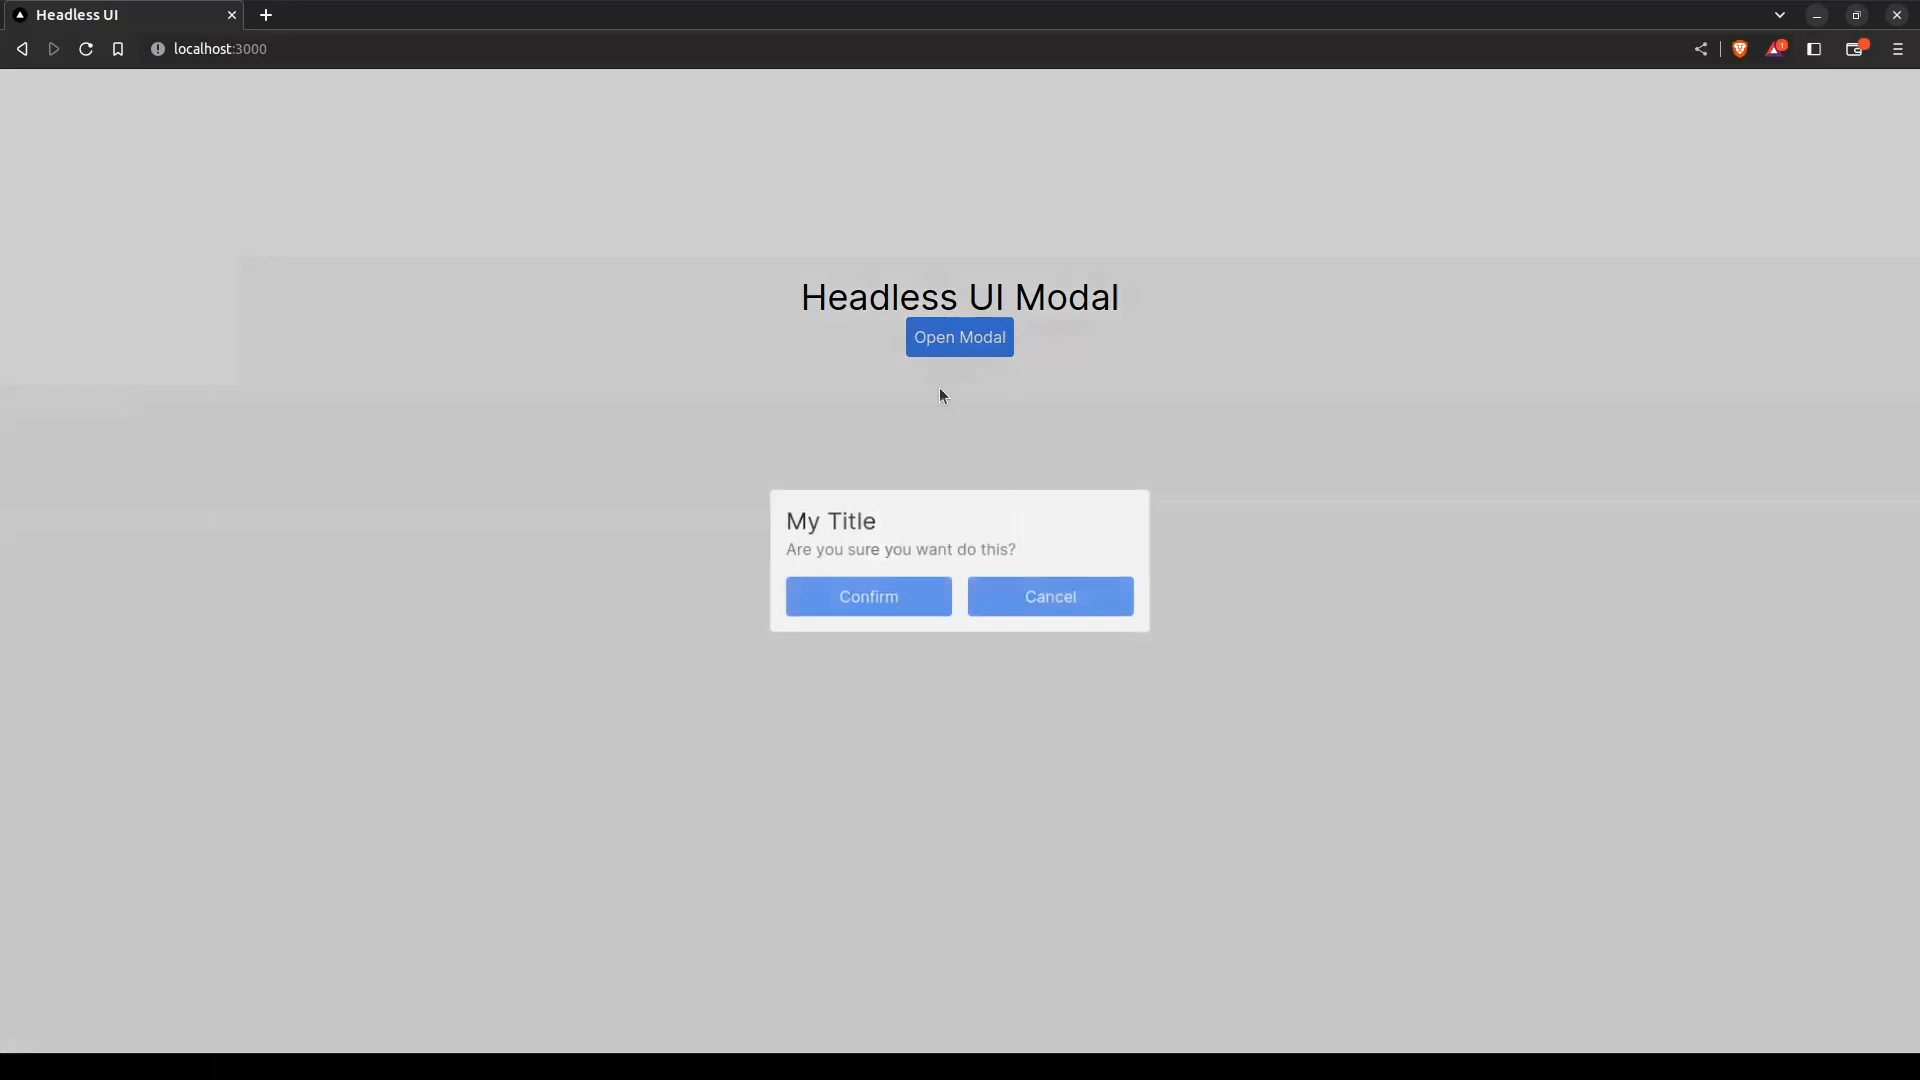 Headless UI
localhost:3000
1
Headless UI Modal
Open Modal
My Title
Are you sure you want do this?
Confirm Cancel